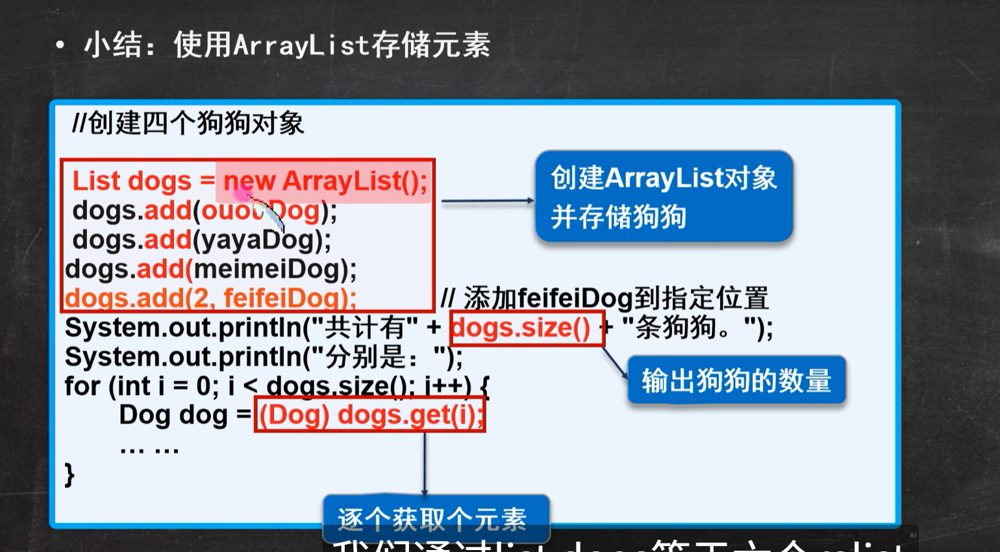 • 小结：使用ArrayList存储元素
//创建四个狗狗对象
List dogs = new ArrayList();
dogs.add(ououDog);
dogs.add(yayaDog);
dogs.add(meimeiDog);
dogs.add(2, feifeiDog); // 添加feifeiDog到指定位置
System.out.println("共计有" + dogs.size() + "条狗狗。");
System.out.println("分别是：");
for (int i = 0; i < dogs.size(); i++) {
Dog dog = (Dog) dogs.get(i);
… …
}
创建ArrayList对象
并存储狗狗
输出狗狗的数量
逐个获取个元素
AI